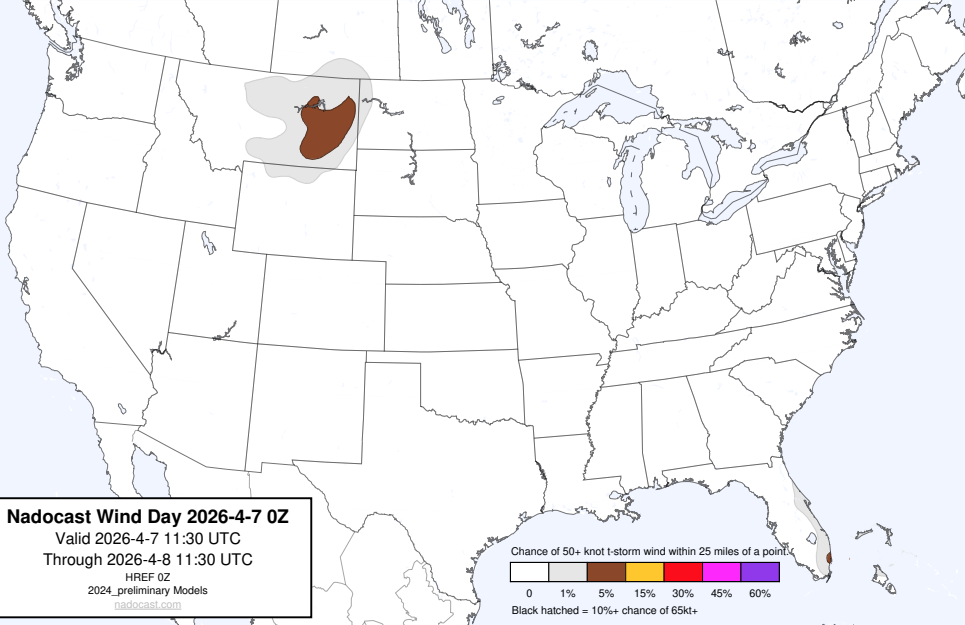 Nadocast Wind Day 2026-4-7 0Z
Valid 2026-4-7 11:30 UTC
Through 2026-4-8 11:30 UTC
HREF 0Z
2024_preliminary Models
nadocast.com
Chance of 50+ knot t-storm wind within 25 miles of a point.
0 1% 5% 15% 30% 45% 60%
Black hatched = 10%+ chance of 65kt+